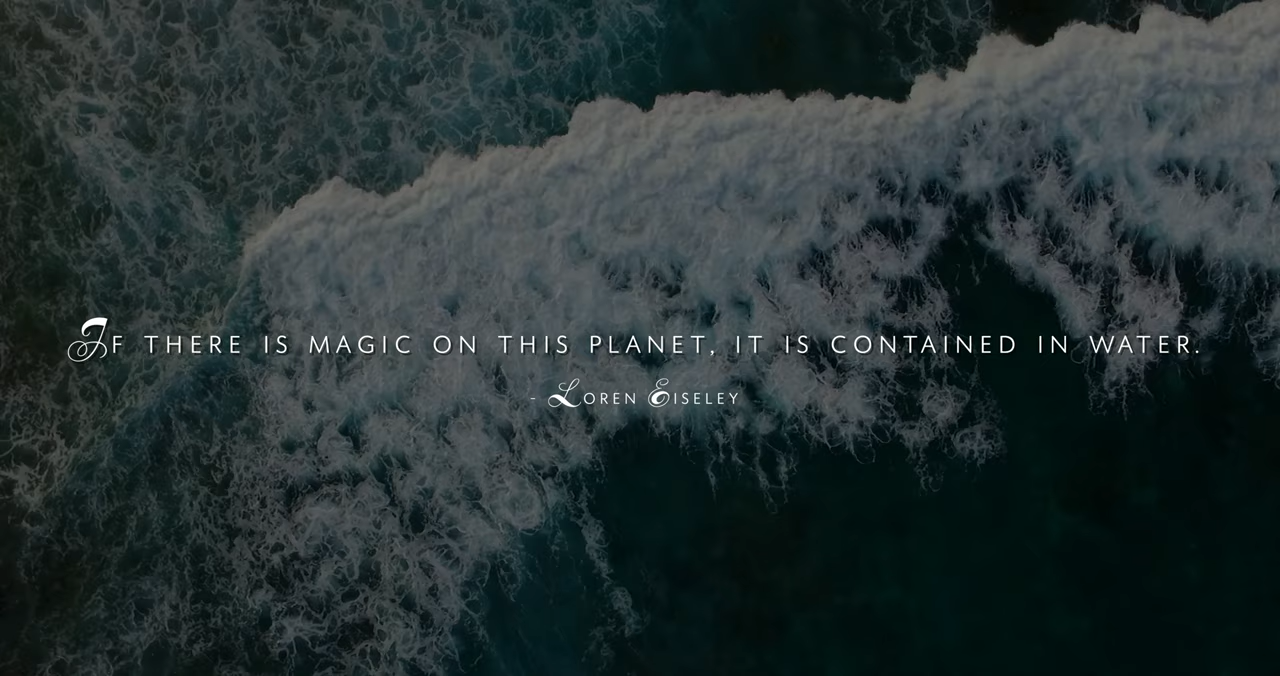 If there is magic on this planet, it is contained in water.
- Loren Eiseley